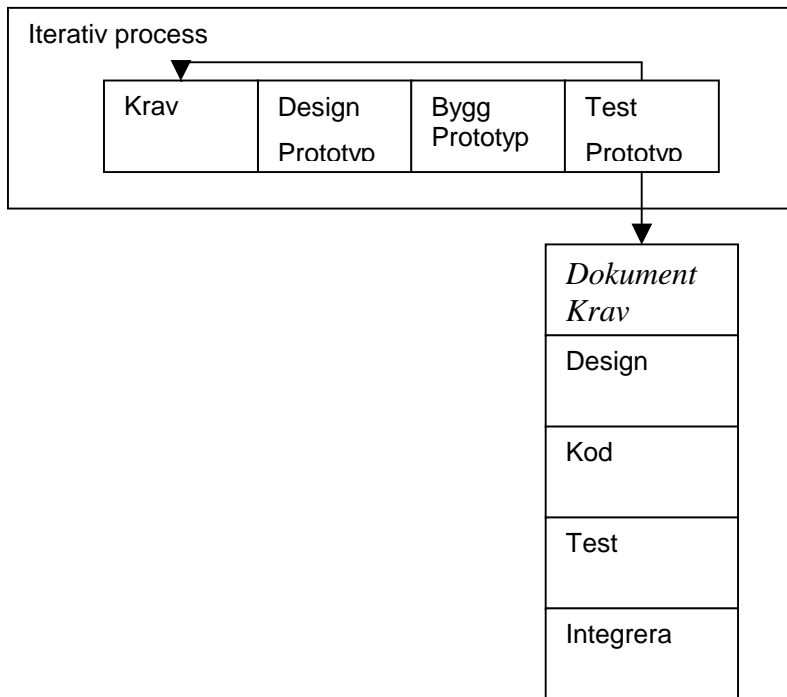 Iterativ process
Krav
Design
Prototyp
Bygg
Prototyp
Test
Prototyp
Dokument
Krav
Design
Kod
Test
Integrera